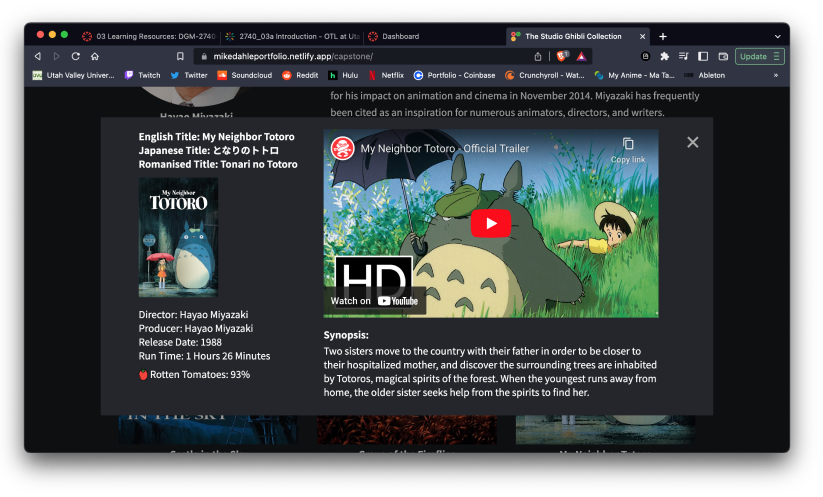 03 Learning Resources: DGM-2740
2740_03a Introduction - OTL at Uta
Dashboard
The Studio Ghibli Collection
mikedahleportfolio.netlify.app/capstone/
Update
Utah Valley Univer...
Twitch
Twitter
Soundcloud
Reddit
Hulu
Netflix
Portfolio - Coinbase
Crunchyroll - Wat...
My Anime - Ma Ta...
Ableton
»
for his impact on animation and cinema in November 2014. Miyazaki has frequently
been cited as an inspiration for numerous animators, directors, and writers.
Hayao Miyazaki
English Title: My Neighbor Totoro
Japanese Title: となりのトトロ
Romanised Title: Tonari no Totoro
My Neighbor
TOTORO
Director: Hayao Miyazaki
Producer: Hayao Miyazaki
Release Date: 1988
Run Time: 1 Hours 26 Minutes
Rotten Tomatoes: 93%
My Neighbor Totoro - Official Trailer
Copy link
HD
Watch on YouTube
Synopsis:
Two sisters move to the country with their father in order to be closer to
their hospitalized mother, and discover the surrounding trees are inhabited
by Totoros, magical spirits of the forest. When the youngest runs away from
home, the older sister seeks help from the spirits to find her.
IN THE SKY